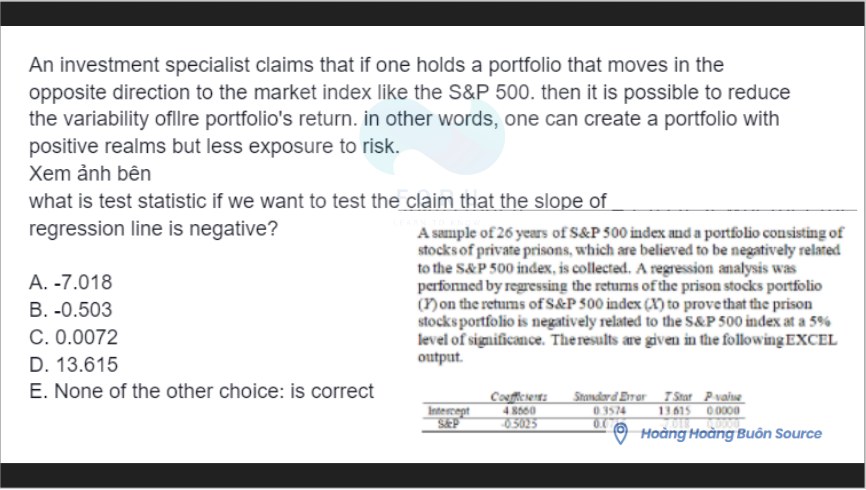 An investment specialist claims that if one holds a portfolio that moves in the
opposite direction to the market index like the S&P 500. then it is possible to reduce
the variability ofllre portfolio's return. in other words, one can create a portfolio with
positive realms but less exposure to risk.
Xem ảnh bên
what is test statistic if we want to test the claim that the slope of
regression line is negative?
A. -7.018
B. -0.503
C. 0.0072
D. 13.615
E. None of the other choice: is correct
A sample of 26 years of S&P 500 index and a portfolio consisting of
stocks of private prisons, which are believed to be negatively related
to the S&P 500 index, is collected. A regression analysis was
performed by regressing the returns of the prison stocks portfolio
(Y) on the returns of S&P 500 index (X) to prove that the prison
stocks portfolio is negatively related to the S&P 500 index at a 5%
level of significance. The results are given in the following EXCEL
output.
Coefficients Standard Error T Stat P-value
Intercept 4.8660 0.3574 13.615 0.0000
S&P -0.5025
Hoàng Hoàng Buôn Source